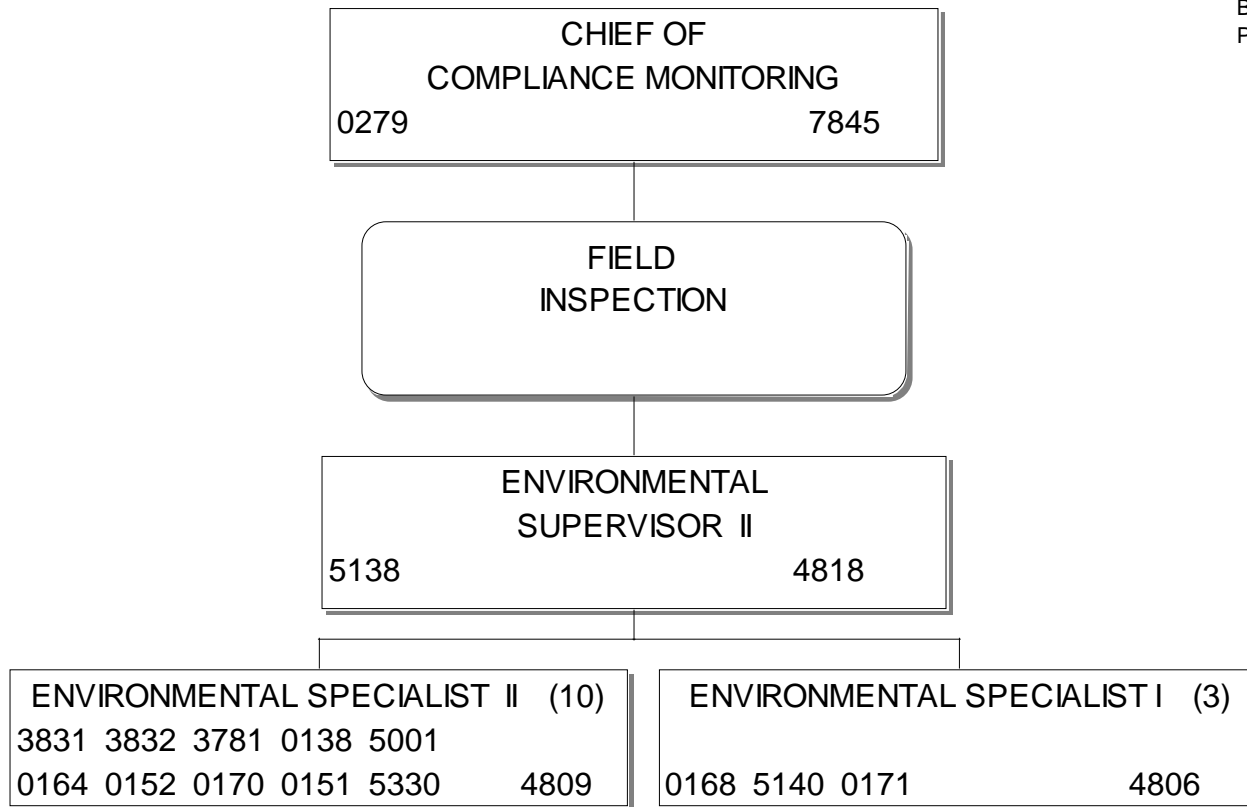 B
P
CHIEF OF
COMPLIANCE MONITORING
0279 7845
FIELD
INSPECTION
ENVIRONMENTAL
SUPERVISOR II
5138 4818
ENVIRONMENTAL SPECIALIST II (10)
3831 3832 3781 0138 5001
0164 0152 0170 0151 5330 4809
ENVIRONMENTAL SPECIALIST I (3)
0168 5140 0171 4806